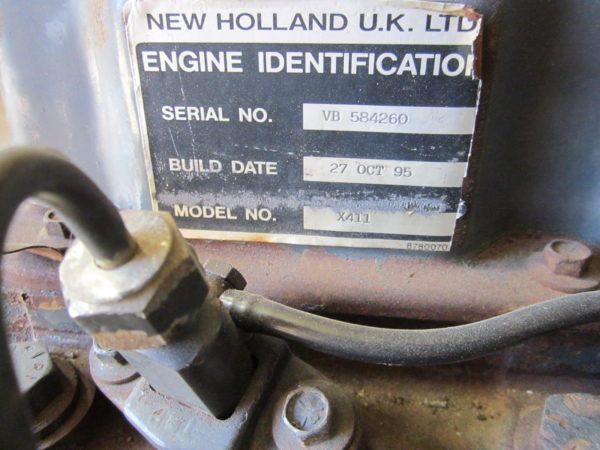 NEW HOLLAND U.K. LTD
ENGINE IDENTIFICATION
SERIAL NO. VB 584260
BUILD DATE 27 OCT 95
MODEL NO. X411
8780070